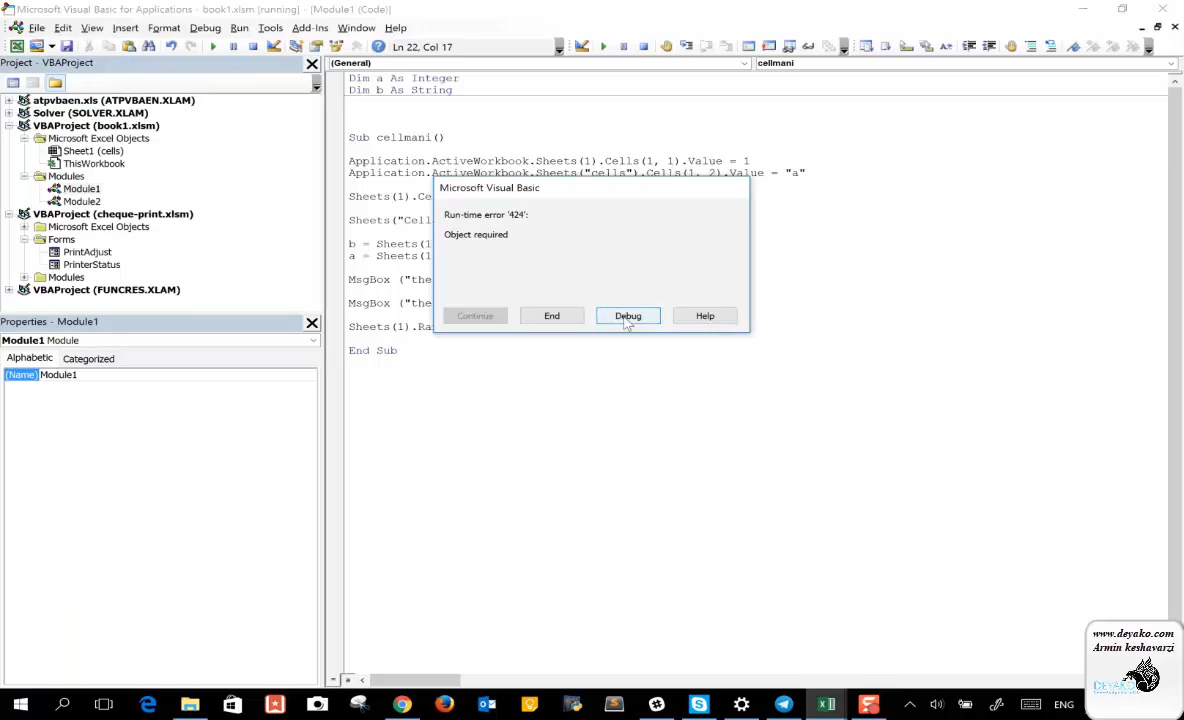 Microsoft Visual Basic for Applications - book1.xlsm [running] - [Module1 (Code)]
File Edit View Insert Format Debug Run Tools Add-Ins Window Help
Ln 22, Col 17
Project - VBAProject
(General)
cellmani
atpvbaen.xls (ATPVBAEN.XLAM)
Solver (SOLVER.XLAM)
VBAProject (book1.xlsm)
Microsoft Excel Objects
Sheet1 (cells)
ThisWorkbook
Modules
Module1
Module2
VBAProject (cheque-print.xlsm)
Microsoft Excel Objects
Forms
PrintAdjust
PrinterStatus
Modules
VBAProject (FUNCRES.XLAM)
Properties - Module1
Module1 Module
Alphabetic Categorized
(Name) Module1
Dim a As Integer
Dim b As String
Sub cellmani()
Application.ActiveWorkbook.Sheets(1).Cells(1, 1).Value = 1
Application.ActiveWorkbook.Sheets("cells").Cells(1, 2).Value = "a"
Sheets(1).Ce
Sheets("Cell
b = Sheets(1
a = Sheets(1
MsgBox ("the
MsgBox ("the
Sheets(1).Ra
End Sub
Microsoft Visual Basic
Run-time error '424':
Object required
Continue End Debug Help
www.deyako.com
Armin keshavarzi
DEYAKO
ENG